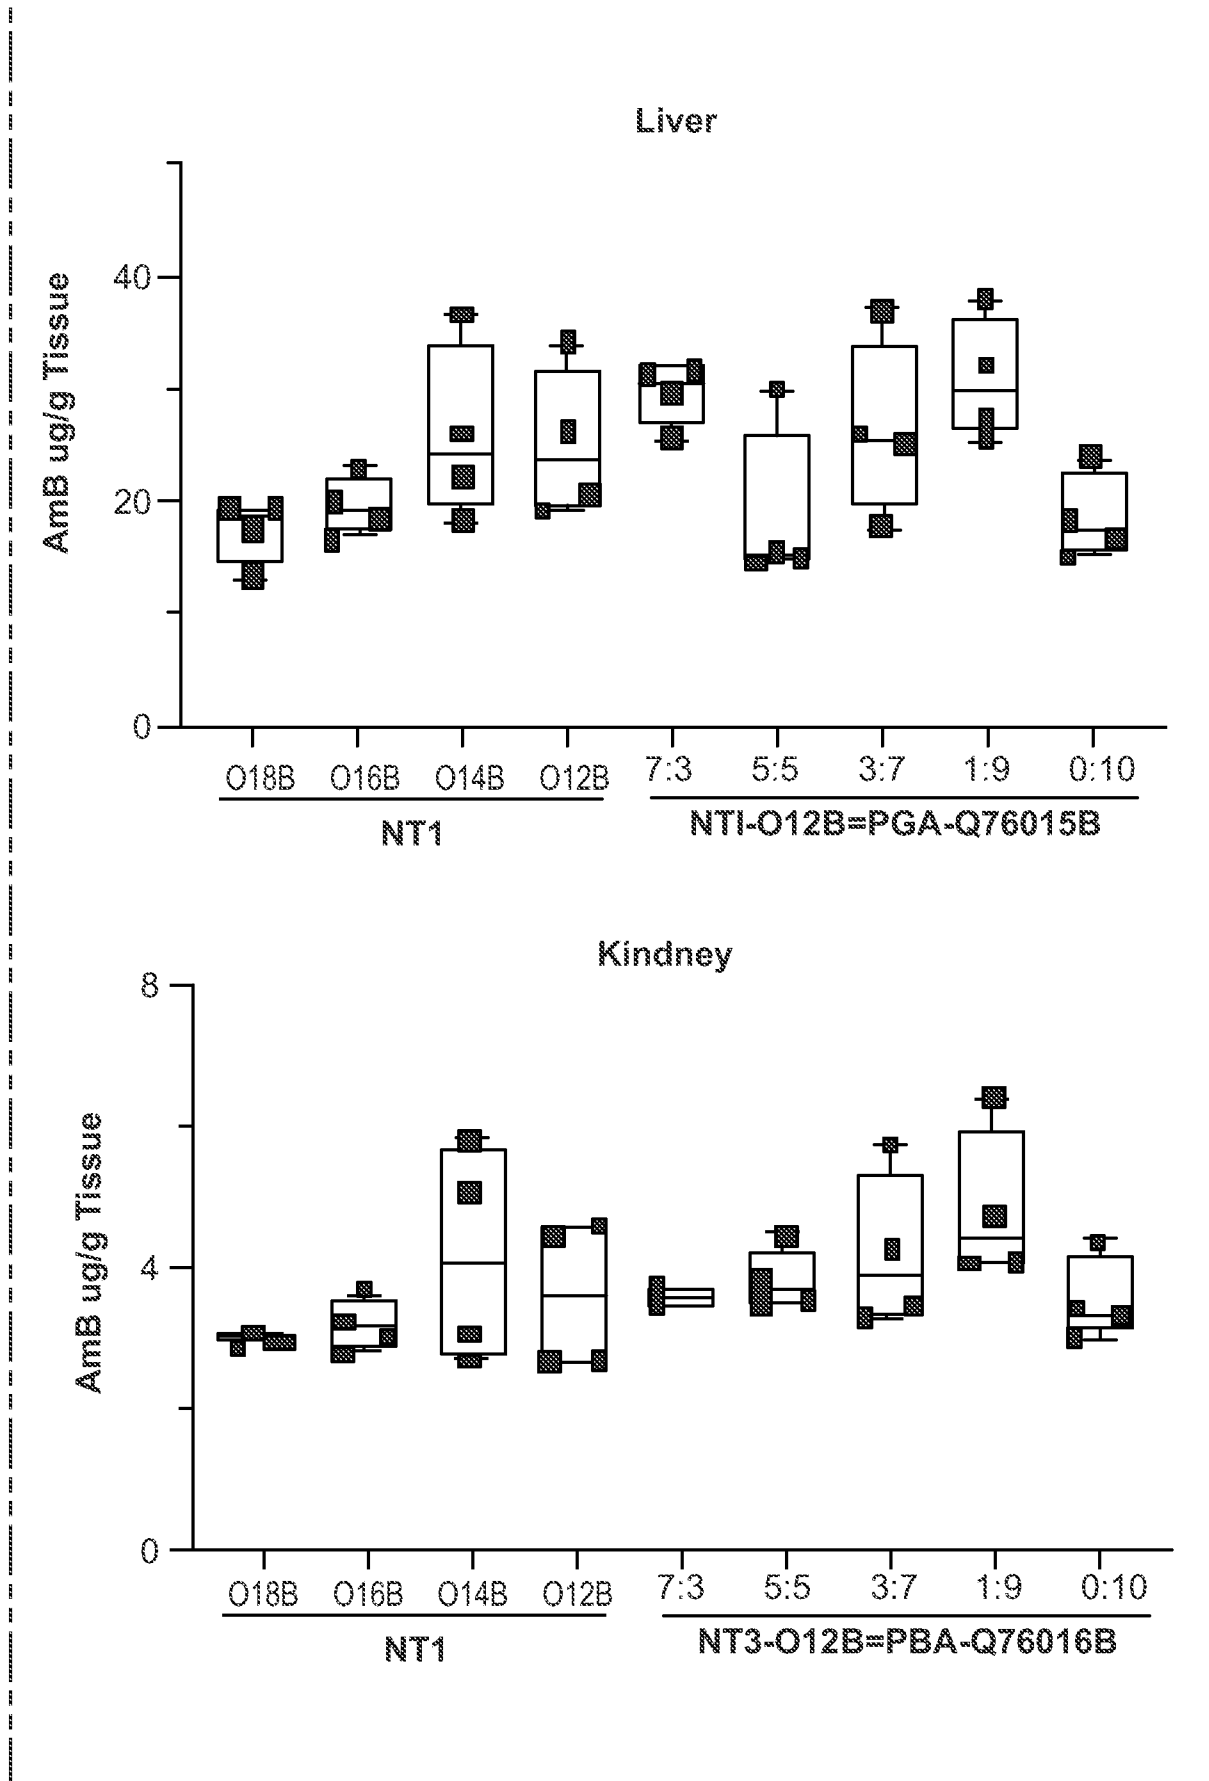 Liver
AmB ug/g Tissue
40
20
0
O18B O16B O14B O12B 7:3 5:5 3:7 1:9 0:10
NT1 NTI-O12B=PGA-Q76015B
Kindney
AmB ug/g Tissue
8
4
0
O18B O16B O14B O12B 7:3 5:5 3:7 1:9 0:10
NT1 NT3-O12B=PBA-Q76016B